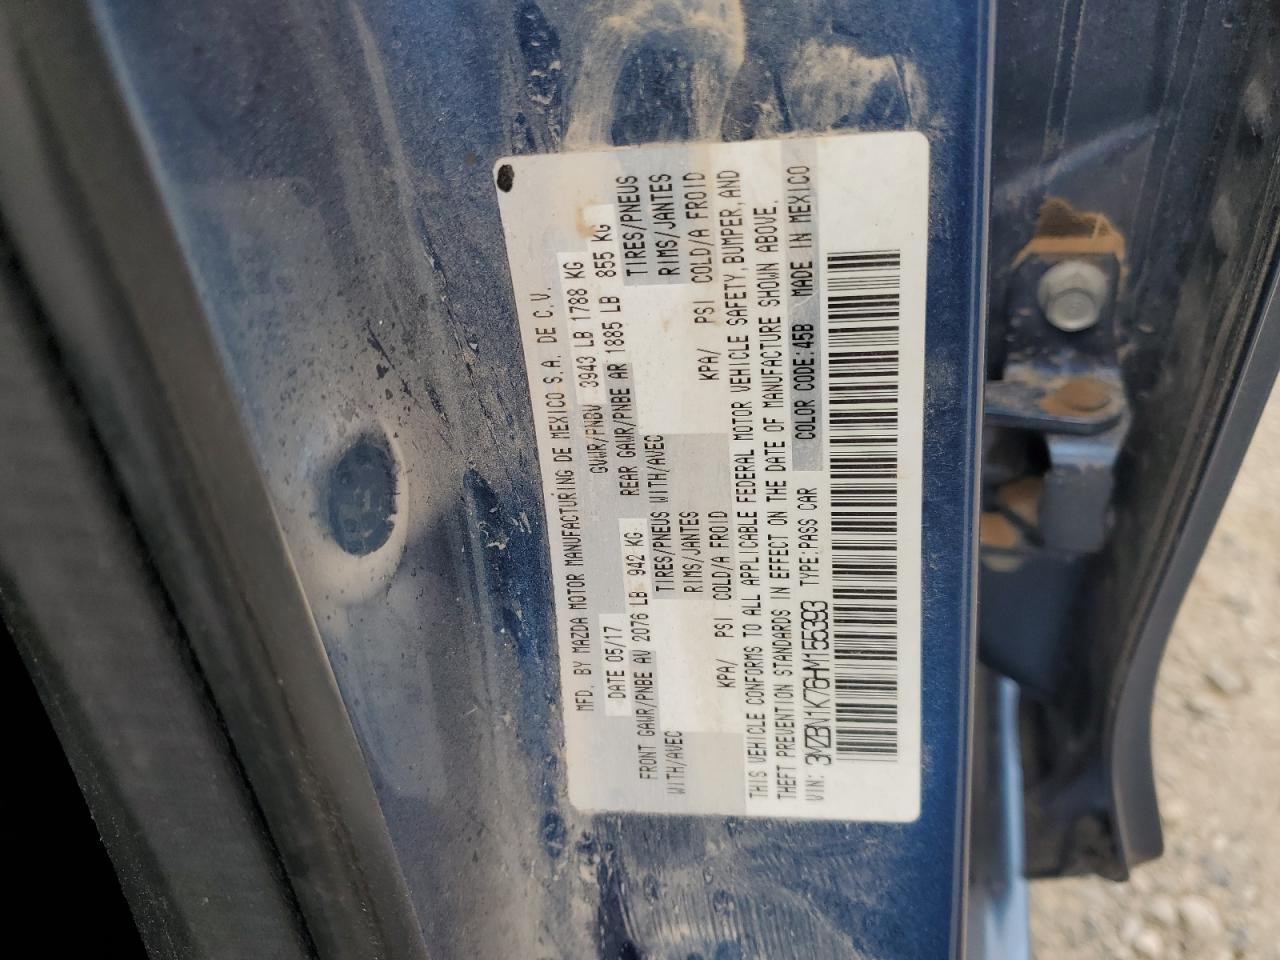 MFD. BY MAZDA MOTOR MANUFACTURING DE MEXICO S.A. DE C.V.
DATE 05/17 GVWR/PNBV 3943 LB 1788 KG
FRONT GAWR/PNBE AV 2076 LB 942 KG REAR GAWR/PNBE AR 1885 LB 855 KG
WITH/AVEC TIRES/PNEUS WITH/AVEC TIRES/PNEUS
RIMS/JANTES RIMS/JANTES
KPA/ PSI COLD/A FROID KPA/ PSI COLD/A FROID
THIS VEHICLE CONFORMS TO ALL APPLICABLE FEDERAL MOTOR VEHICLE SAFETY, BUMPER, AND
THEFT PREVENTION STANDARDS IN EFFECT ON THE DATE OF MANUFACTURE SHOWN ABOVE.
VIN: 3MZBN1K76HM155393 TYPE:PASS CAR COLOR CODE:45B MADE IN MEXICO